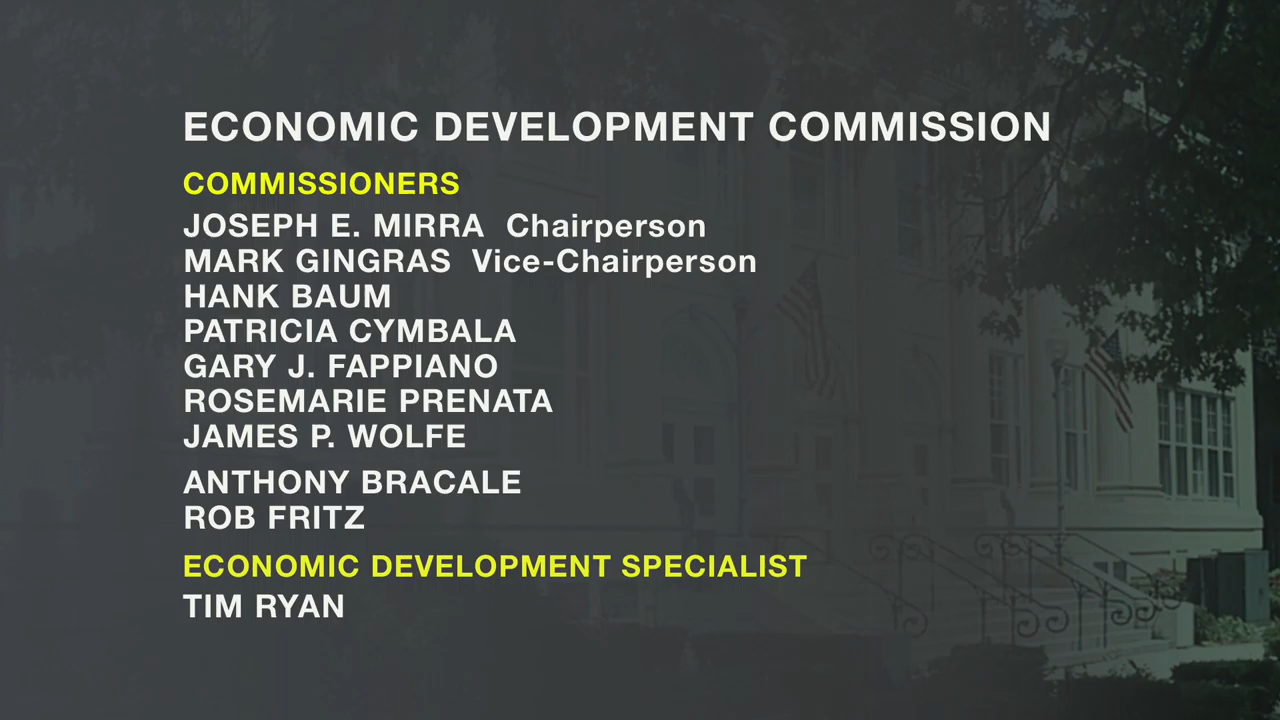 ECONOMIC DEVELOPMENT COMMISSION
COMMISSIONERS
JOSEPH E. MIRRA Chairperson
MARK GINGRAS Vice-Chairperson
HANK BAUM
PATRICIA CYMBALA
GARY J. FAPPIANO
ROSEMARIE PRENATA
JAMES P. WOLFE
ANTHONY BRACALE
ROB FRITZ
ECONOMIC DEVELOPMENT SPECIALIST
TIM RYAN